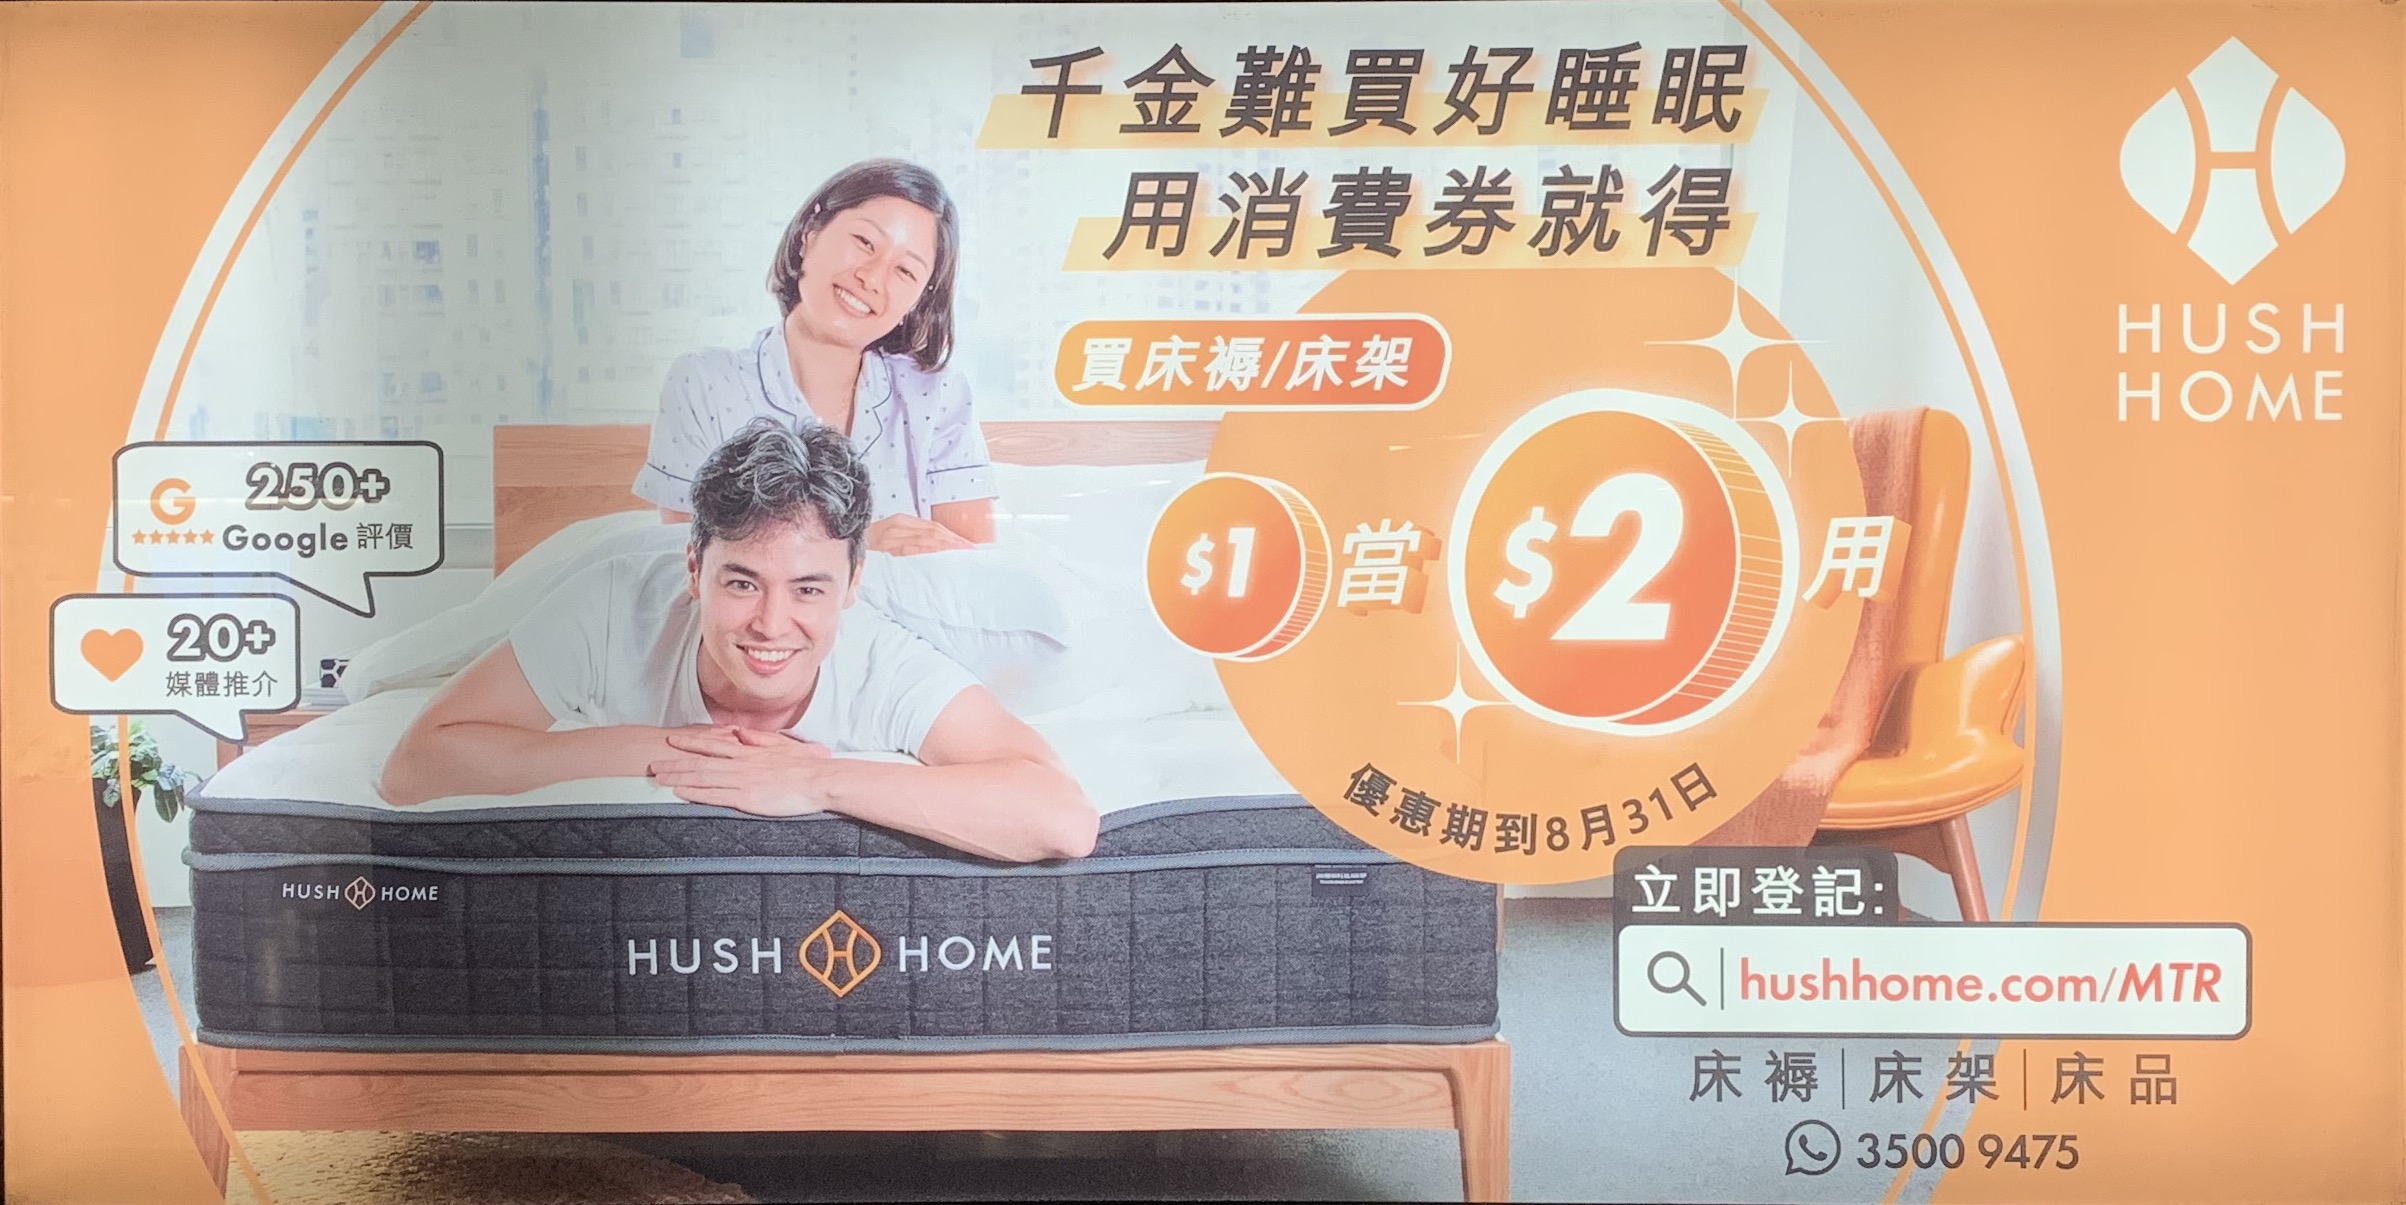 千金難買好睡眠
用消費券就得
HUSH
HOME
買床褥/床架
$1 當 $2 用
優惠期到8月31日
250+
G
Google 評價
20+
媒體推介
HUSH H HOME
HUSH H HOME
立即登記:
hushhome.com/MTR
床褥|床架|床品
3500 9475